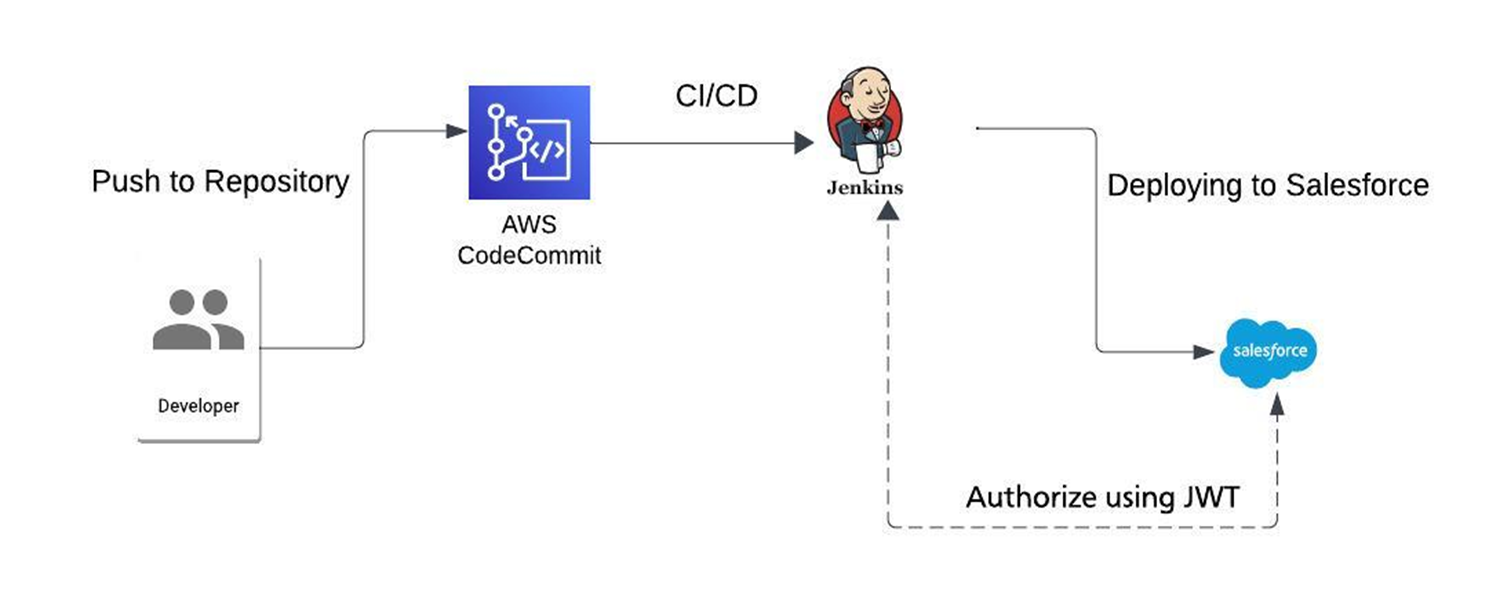 CI/CD
Push to Repository
</>
Jenkins
Deploying to Salesforce
AWS
CodeCommit
salesforce
Developer
Authorize using JWT